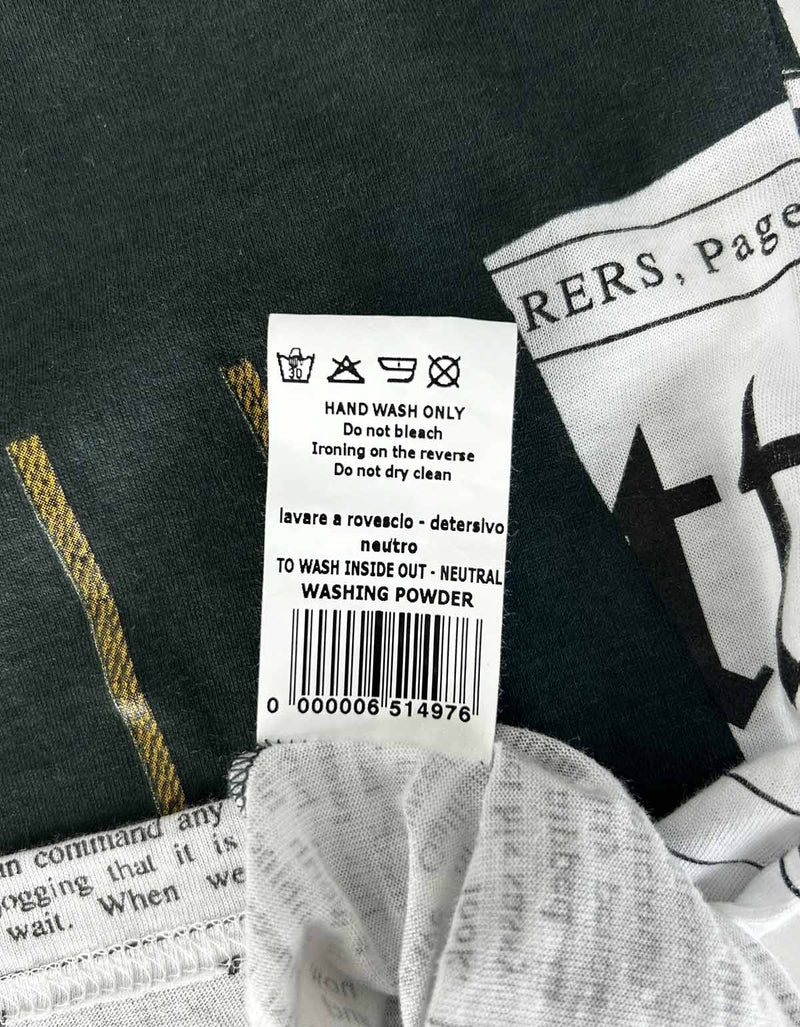 RERS, Page
tt
30
HAND WASH ONLY
Do not bleach
Ironing on the reverse
Do not dry clean
lavare a rovescio - detersivo
neutro
TO WASH INSIDE OUT - NEUTRAL
WASHING POWDER
0 000006 514976
command any
that it is
wait. When we